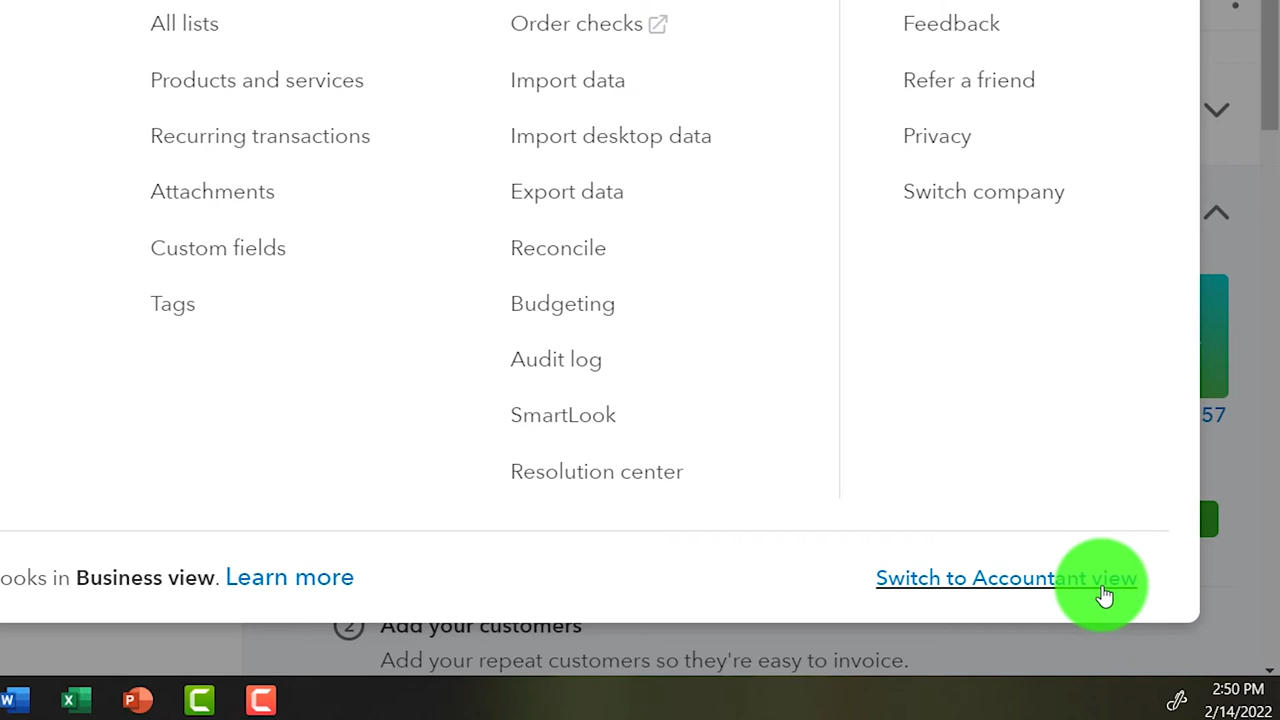 All lists
Products and services
Recurring transactions
Attachments
Custom fields
Tags
Order checks
Import data
Import desktop data
Export data
Reconcile
Budgeting
Audit log
SmartLook
Resolution center
Feedback
Refer a friend
Privacy
Switch company
57
ooks in Business view. Learn more
Switch to Accountant view
2 Add your customers
Add your repeat customers so they're easy to invoice.
W X P C C
2:50 PM
2/14/2022